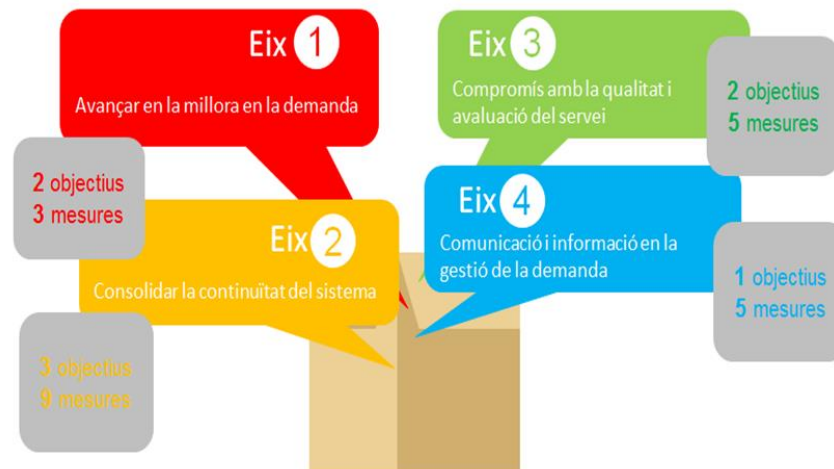 Eix 1
Avançar en la millora en la demanda
2 objectius
3 mesures
Eix 2
Consolidar la continuïtat del sistema
3 objectius
9 mesures
Eix 3
Compromís amb la qualitat i
avaluació del servei
2 objectius
5 mesures
Eix 4
Comunicació i informació en la
gestió de la demanda
1 objectius
5 mesures